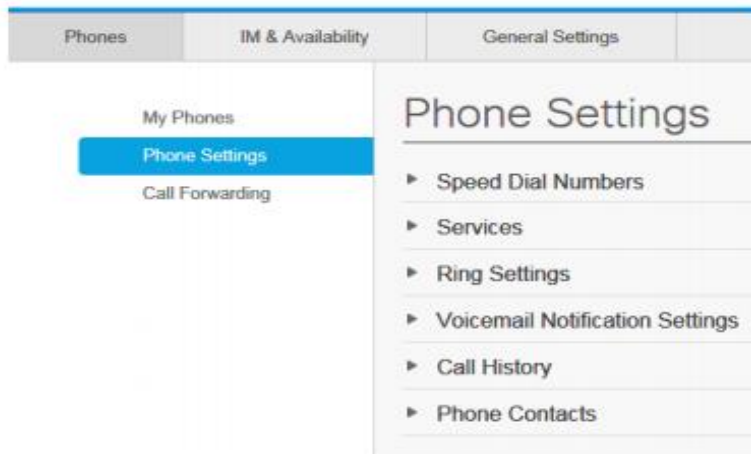 Phones
IM & Availability
General Settings
My Phones
Phone Settings
Call Forwarding
Phone Settings
Speed Dial Numbers
Services
Ring Settings
Voicemail Notification Settings
Call History
Phone Contacts